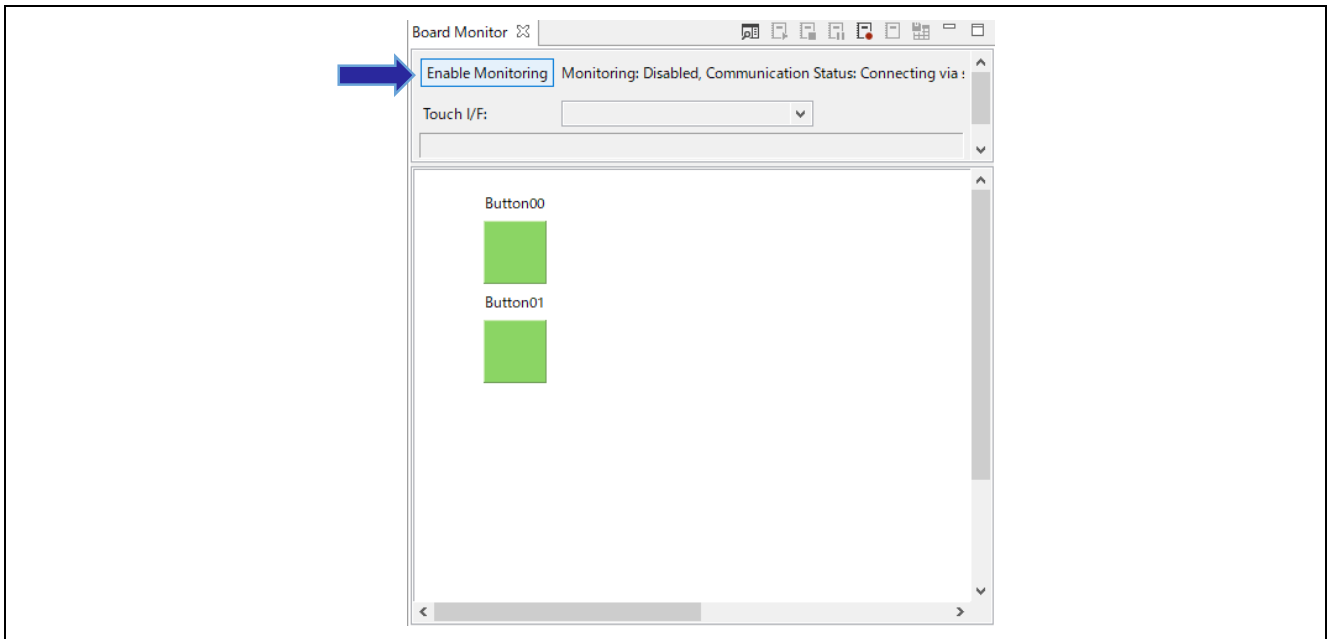 Board Monitor
Enable Monitoring Monitoring: Disabled, Communication Status: Connecting via
Touch I/F:
Button00
Button01